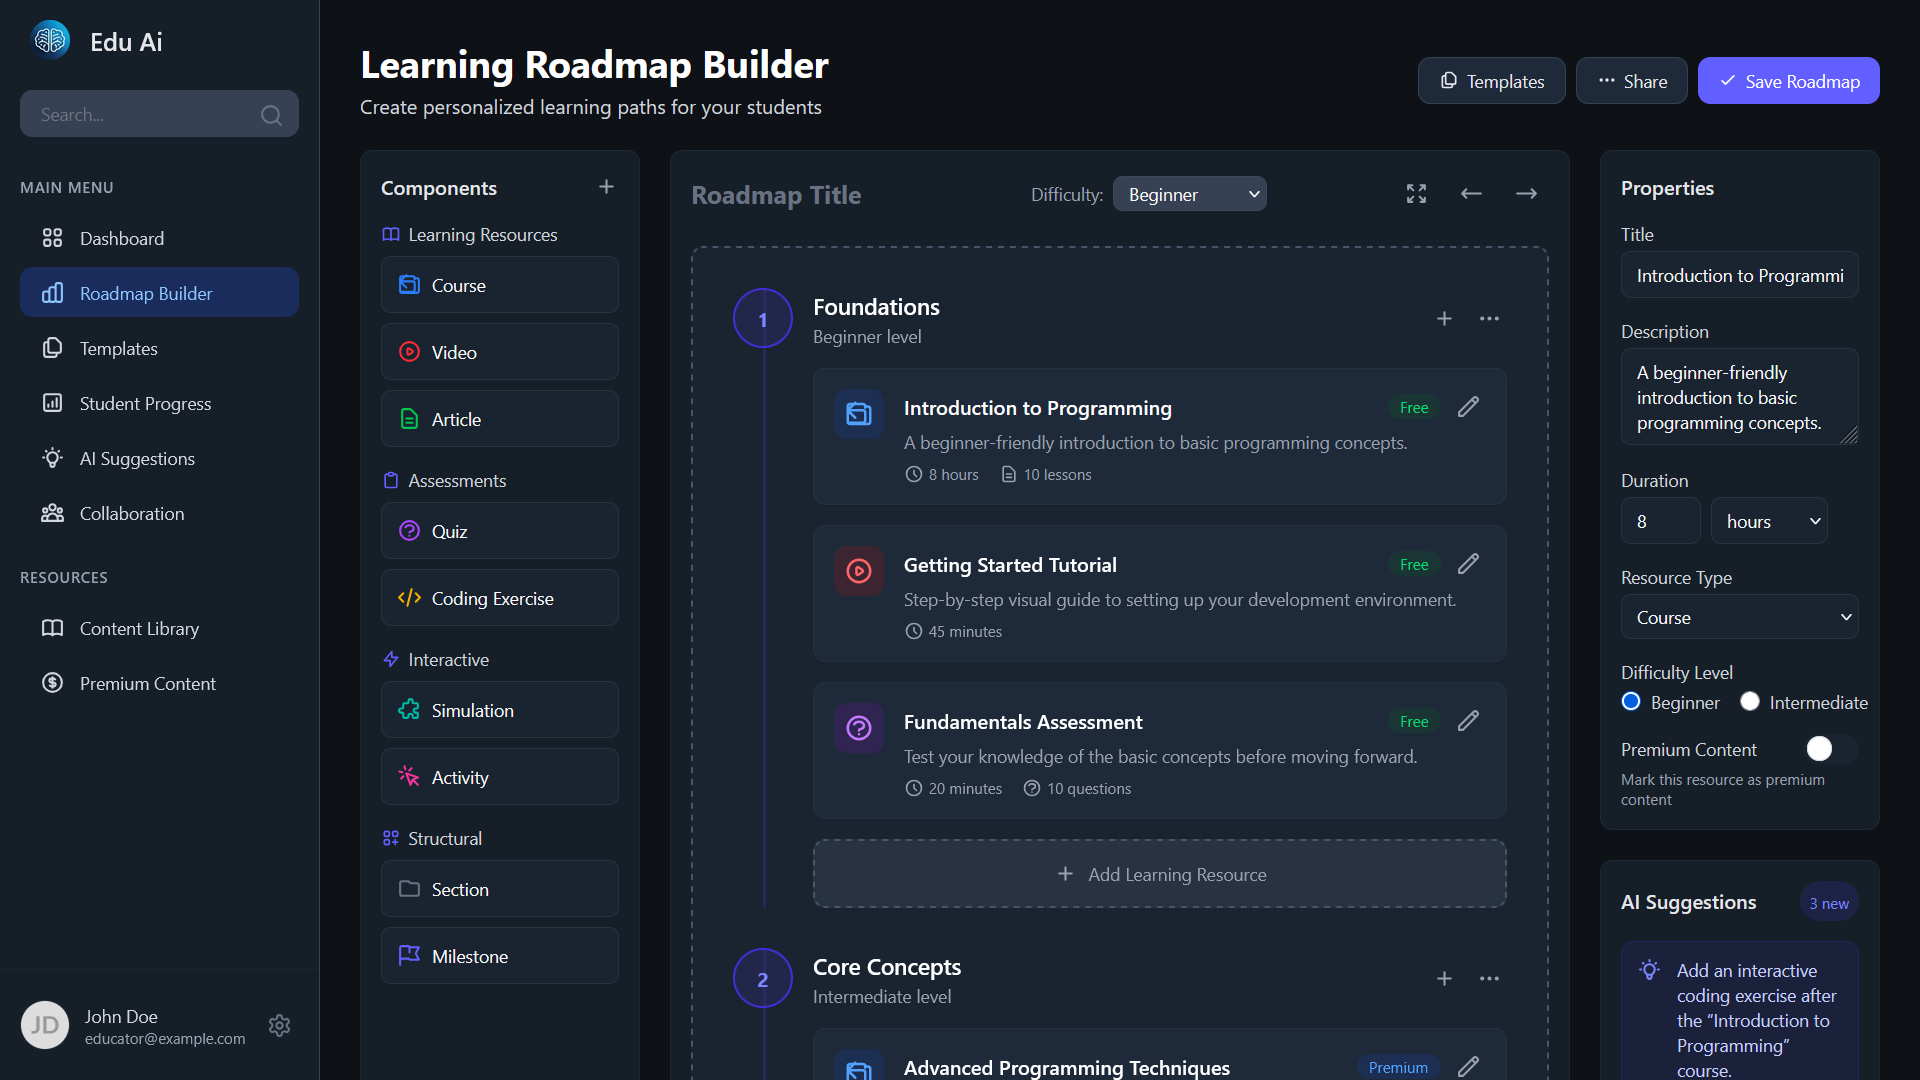 Edu Ai
Search...
MAIN MENU
Dashboard
Roadmap Builder
Templates
Student Progress
AI Suggestions
Collaboration
RESOURCES
Content Library
Premium Content
JD
John Doe
educator@example.com
Learning Roadmap Builder
Create personalized learning paths for your students
Templates
Share
Save Roadmap
Components
Learning Resources
Course
Video
Article
Assessments
Quiz
Coding Exercise
Interactive
Simulation
Activity
Structural
Section
Milestone
Roadmap Title
Difficulty:
Beginner
1
Foundations
Beginner level
Introduction to Programming
Free
A beginner-friendly introduction to basic programming concepts.
8 hours
10 lessons
Getting Started Tutorial
Free
Step-by-step visual guide to setting up your development environment.
45 minutes
Fundamentals Assessment
Free
Test your knowledge of the basic concepts before moving forward.
20 minutes
10 questions
Add Learning Resource
2
Core Concepts
Intermediate level
Advanced Programming Techniques
Premium
Properties
Title
Introduction to Programmi
Description
A beginner-friendly
introduction to basic
programming concepts.
Duration
8
hours
Resource Type
Course
Difficulty Level
Beginner
Intermediate
Premium Content
Mark this resource as premium
content
AI Suggestions
3 new
Add an interactive
coding exercise after
the "Introduction to
Programming"
course.